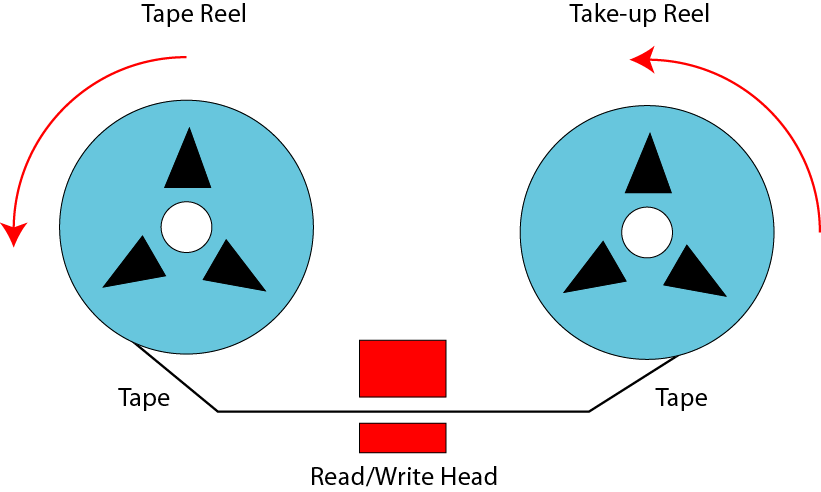 Tape Reel
Take-up Reel
Tape
Tape
Read/Write Head